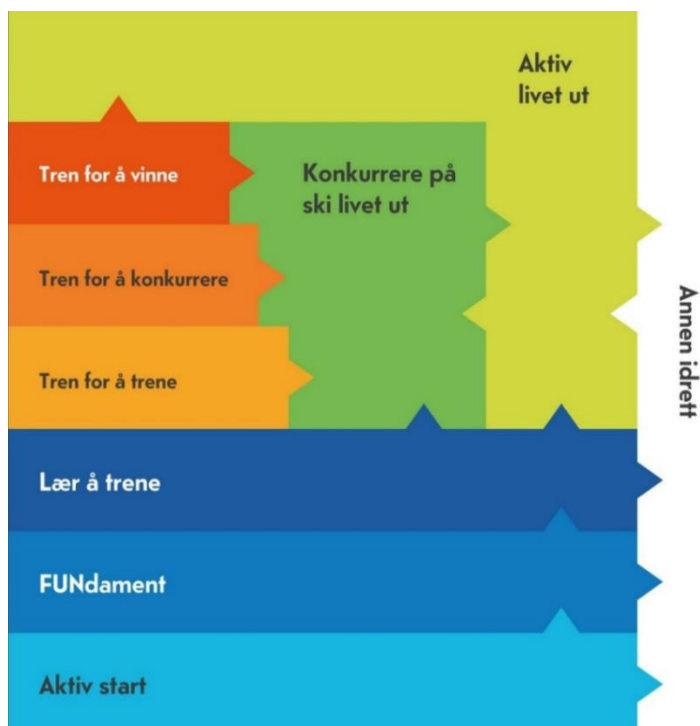 Aktiv
livet ut
Tren for å vinne
Konkurrere på
ski livet ut
Tren for å konkurrere
Tren for å trene
Annen idrett
Lær å trene
FUNdament
Aktiv start